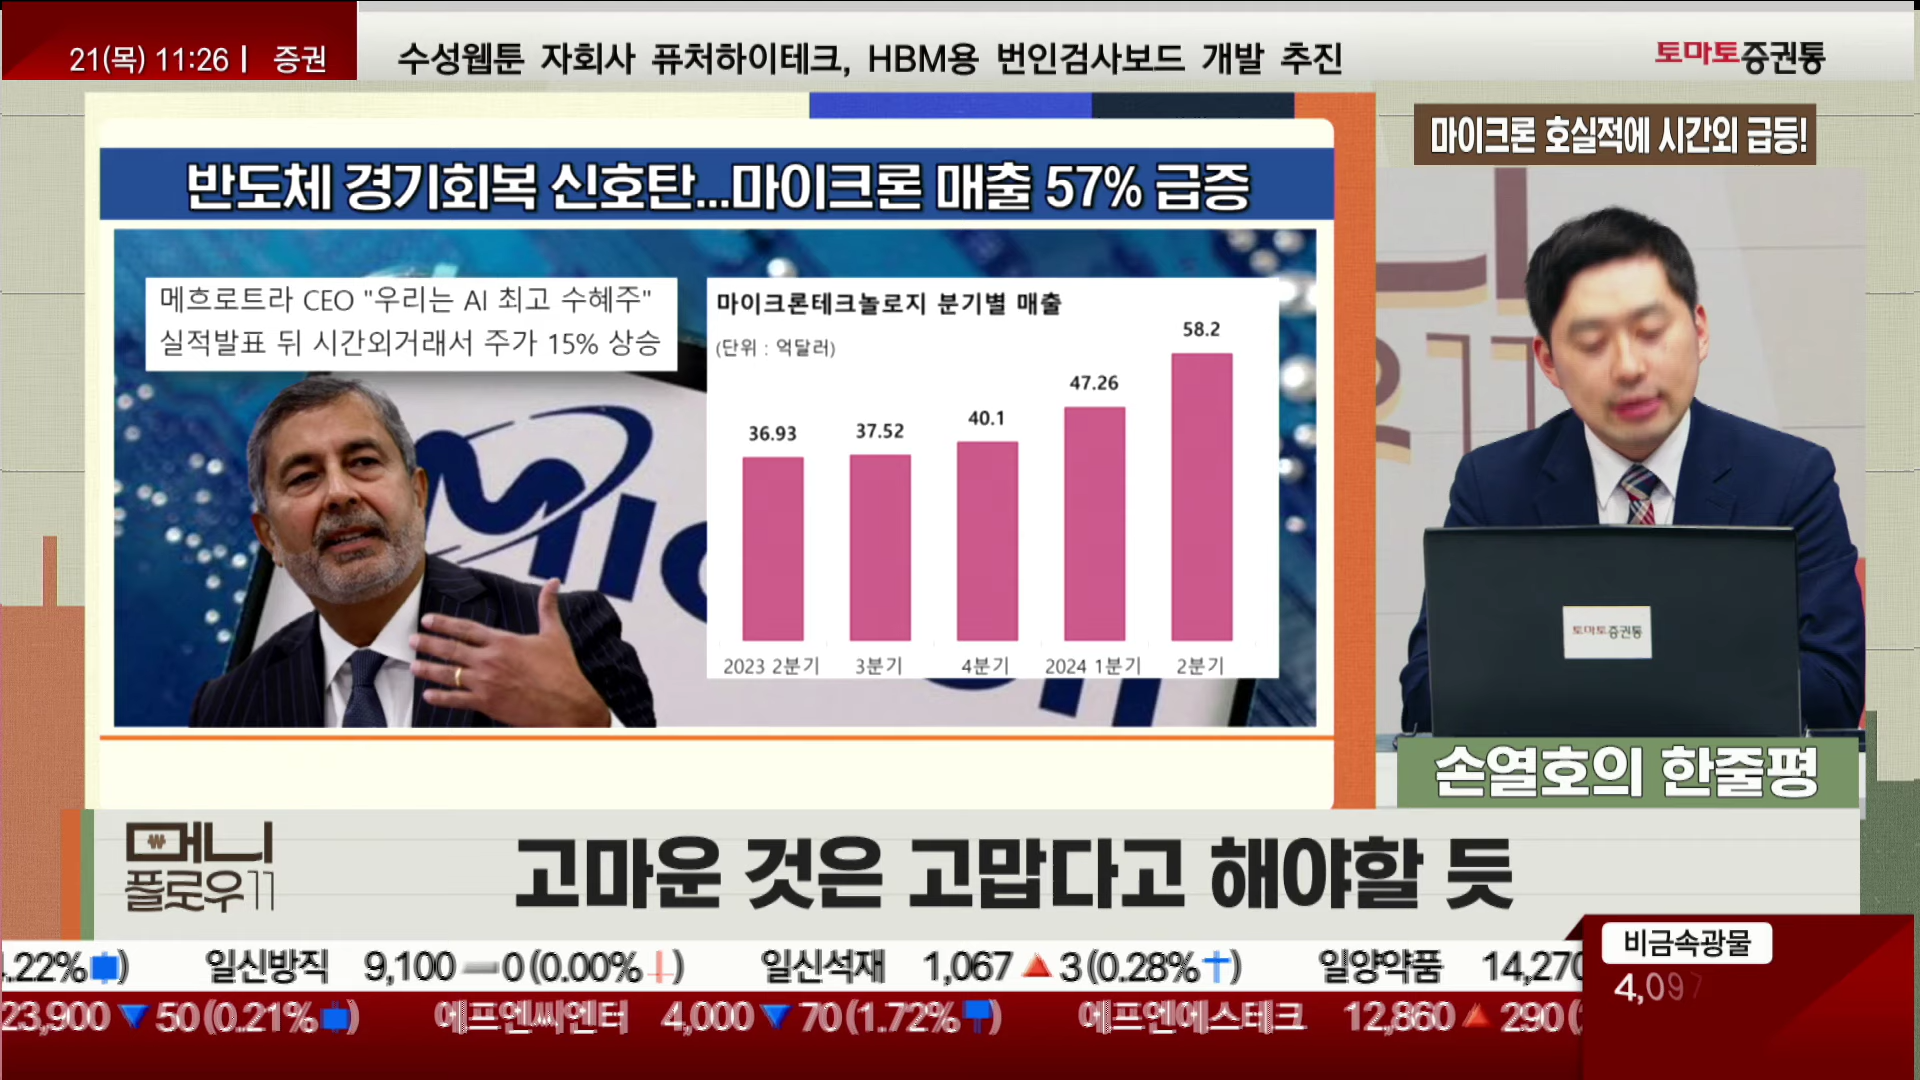 21(목) 11:26 | 증권
수성웹툰 자회사 퓨처하이테크, HBM용 번인검사보드 개발 추진
토마토증권통
마이크론 호실적에 시간외 급등!
반도체 경기회복 신호탄...마이크론 매출 57% 급증
메흐로트라 CEO "우리는 AI 최고 수혜주"
실적발표 뒤 시간외거래서 주가 15% 상승
마이크론테크놀로지 분기별 매출
(단위 : 억달러)
36.93
37.52
40.1
47.26
58.2
2023 2분기
3분기
4분기
2024 1분기
2분기
토마토증권통
손열호의 한줄평
머니
플로우11
고마운 것은 고맙다고 해야할 듯
.22% )
일신방직 9,100 0(0.00% )
일신석재 1,067 ▲3(0.28% )
일양약품 14,270
23,900 ▼50(0.21% )
에프엔씨엔터 4,000 ▼70(1.72% )
에프엔에스테크 12,860 ▲290(
비금속광물
4,097